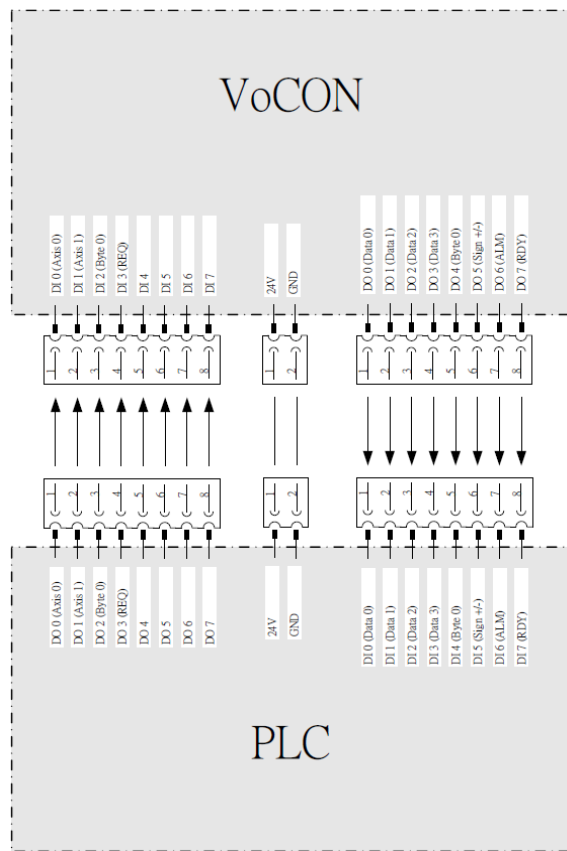 VoCON
DI 0 (Axis 0)
DI 1 (Axis 1)
DI 2 (Byte 0)
DI 3 (REQ)
DI 4
DI 5
DI 6
DI 7
24V
GND
DO 0 (Data 0)
DO 1 (Data 1)
DO 2 (Data 2)
DO 3 (Data 3)
DO 4 (Byte 0)
DO 5 (Sign +/-)
DO 6 (ALM)
DO 7 (RDY)
1
2
3
4
5
6
7
8
1
2
1
2
3
4
5
6
7
8
1
2
3
4
5
6
7
8
1
2
1
2
3
4
5
6
7
8
DO 0 (Axis 0)
DO 1 (Axis 1)
DO 2 (Byte 0)
DO 3 (REQ)
DO 4
DO 5
DO 6
DO 7
24V
GND
DI 0 (Data 0)
DI 1 (Data 1)
DI 2 (Data 2)
DI 3 (Data 3)
DI 4 (Byte 0)
DI 5 (Sign +/-)
DI 6 (ALM)
DI 7 (RDY)
PLC